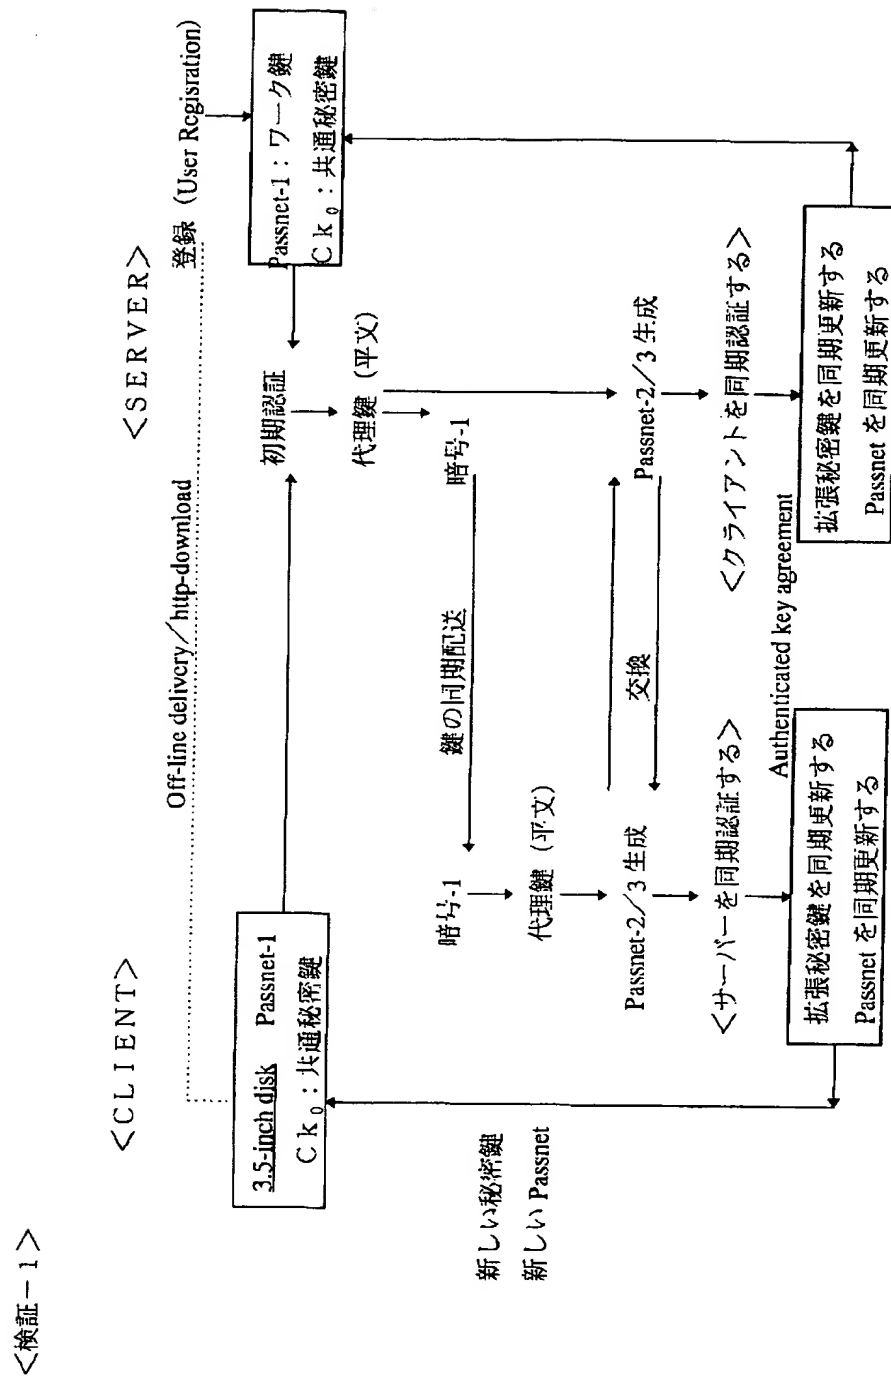 ＜検証－１＞
＜CLIENT＞
＜SERVER＞
Off-line delivery／http-download
登録（User Regisration）
3.5-inch disk Passnet-1
Ｃｋ₀：共通秘密鍵
Passnet-1：ワーク鍵
Ｃｋ₀：共通秘密鍵
初期認証
代理鍵（平文）
暗号-1
鍵の同期配送
暗号-1
代理鍵（平文）
Passnet-2／3 生成
交換
Passnet-2／3 生成
＜サーバーを同期認証する＞
＜クライアントを同期認証する＞
Authenticated key agreement
新しい秘密鍵
新しい Passnet
拡張秘密鍵を同期更新する
Passnet を同期更新する
拡張秘密鍵を同期更新する
Passnet を同期更新する